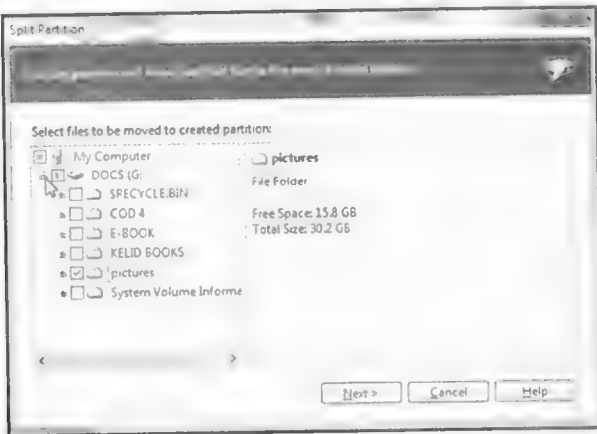 Split Partition
Select files to be moved to created partition:
My Computer
DOCS (G:
$RECYCLE.BIN
COD 4
E-BOOK
KELID BOOKS
pictures
System Volume Informe
pictures
File Folder
Free Space: 15.8 GB
Total Size: 30.2 GB
Next >
Cancel
Help